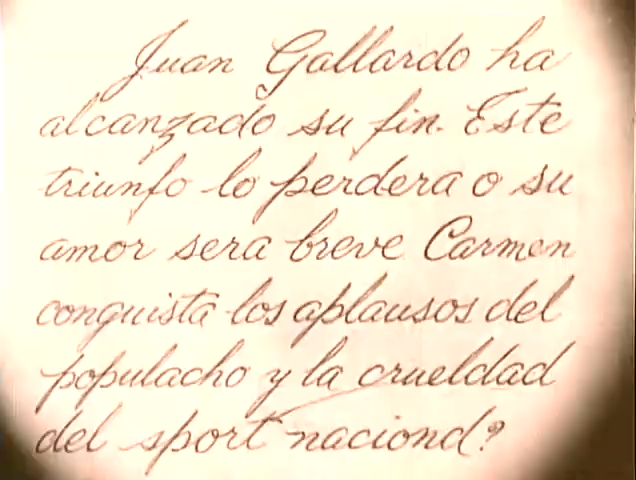 Juan Gallardo ha
alcanzado su fin. Este
triunfo lo perdera o su
amor sera breve Carmen
conquista los aplausos del
populacho y la crueldad
del sport naciond?